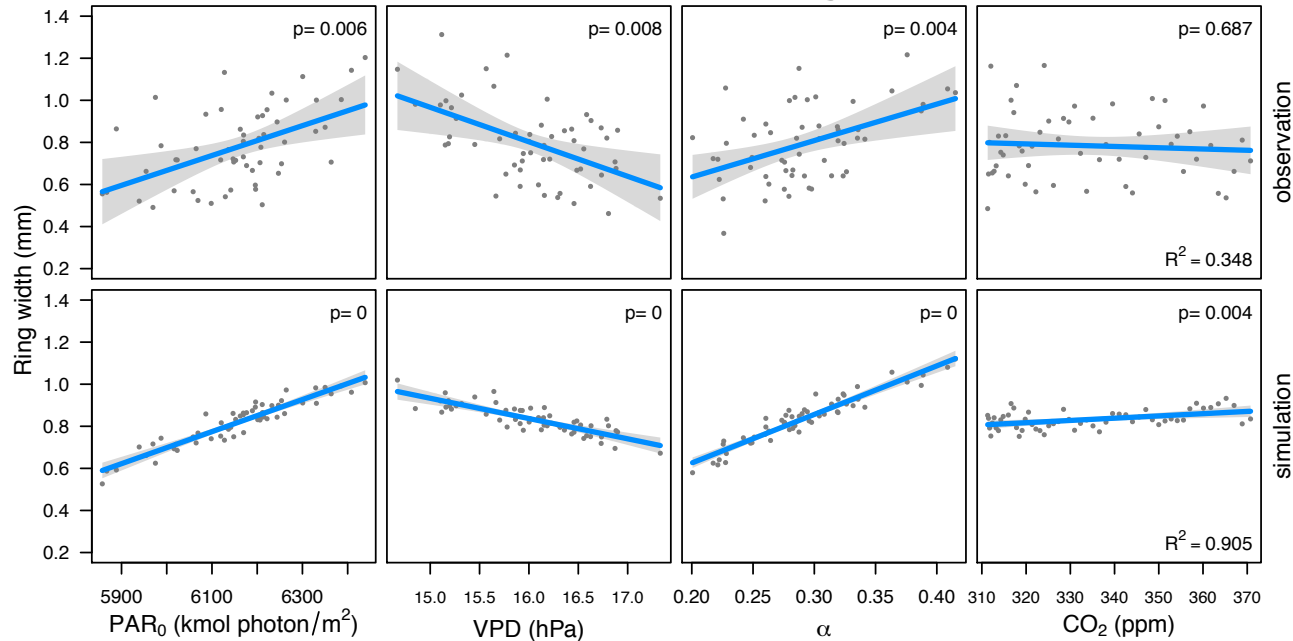 p= 0.006
p= 0.008
p= 0.004
p= 0.687
1.4
1.2
1.0
0.8
0.6
0.4
0.2
R² = 0.348
observation
Ring width (mm)
p= 0
p= 0
p= 0
p= 0.004
1.4
1.2
1.0
0.8
0.6
0.4
0.2
R² = 0.905
simulation
5900 6100 6300
15.0 15.5 16.0 16.5 17.0
0.20 0.25 0.30 0.35 0.40
310 320 330 340 350 360 370
PAR₀ (kmol photon/m²)
VPD (hPa)
α
CO₂ (ppm)